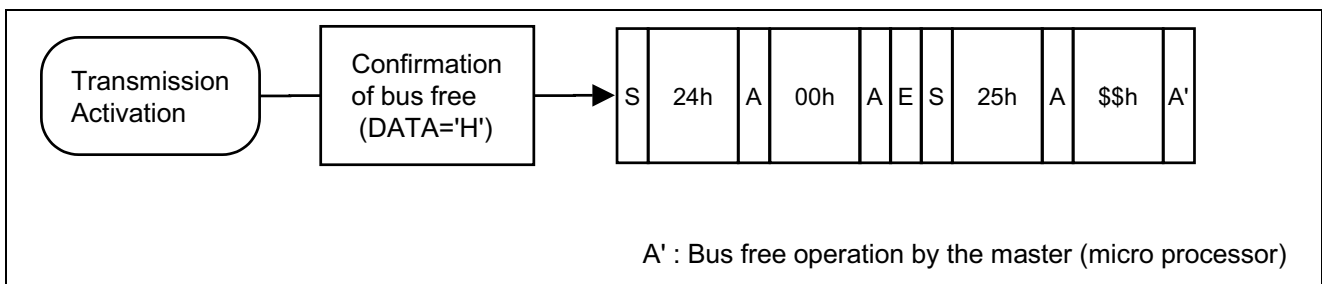 Transmission
Activation
Confirmation
of bus free
(DATA='H')
S 24h A 00h A E S 25h A $$h A'
A' : Bus free operation by the master (micro processor)